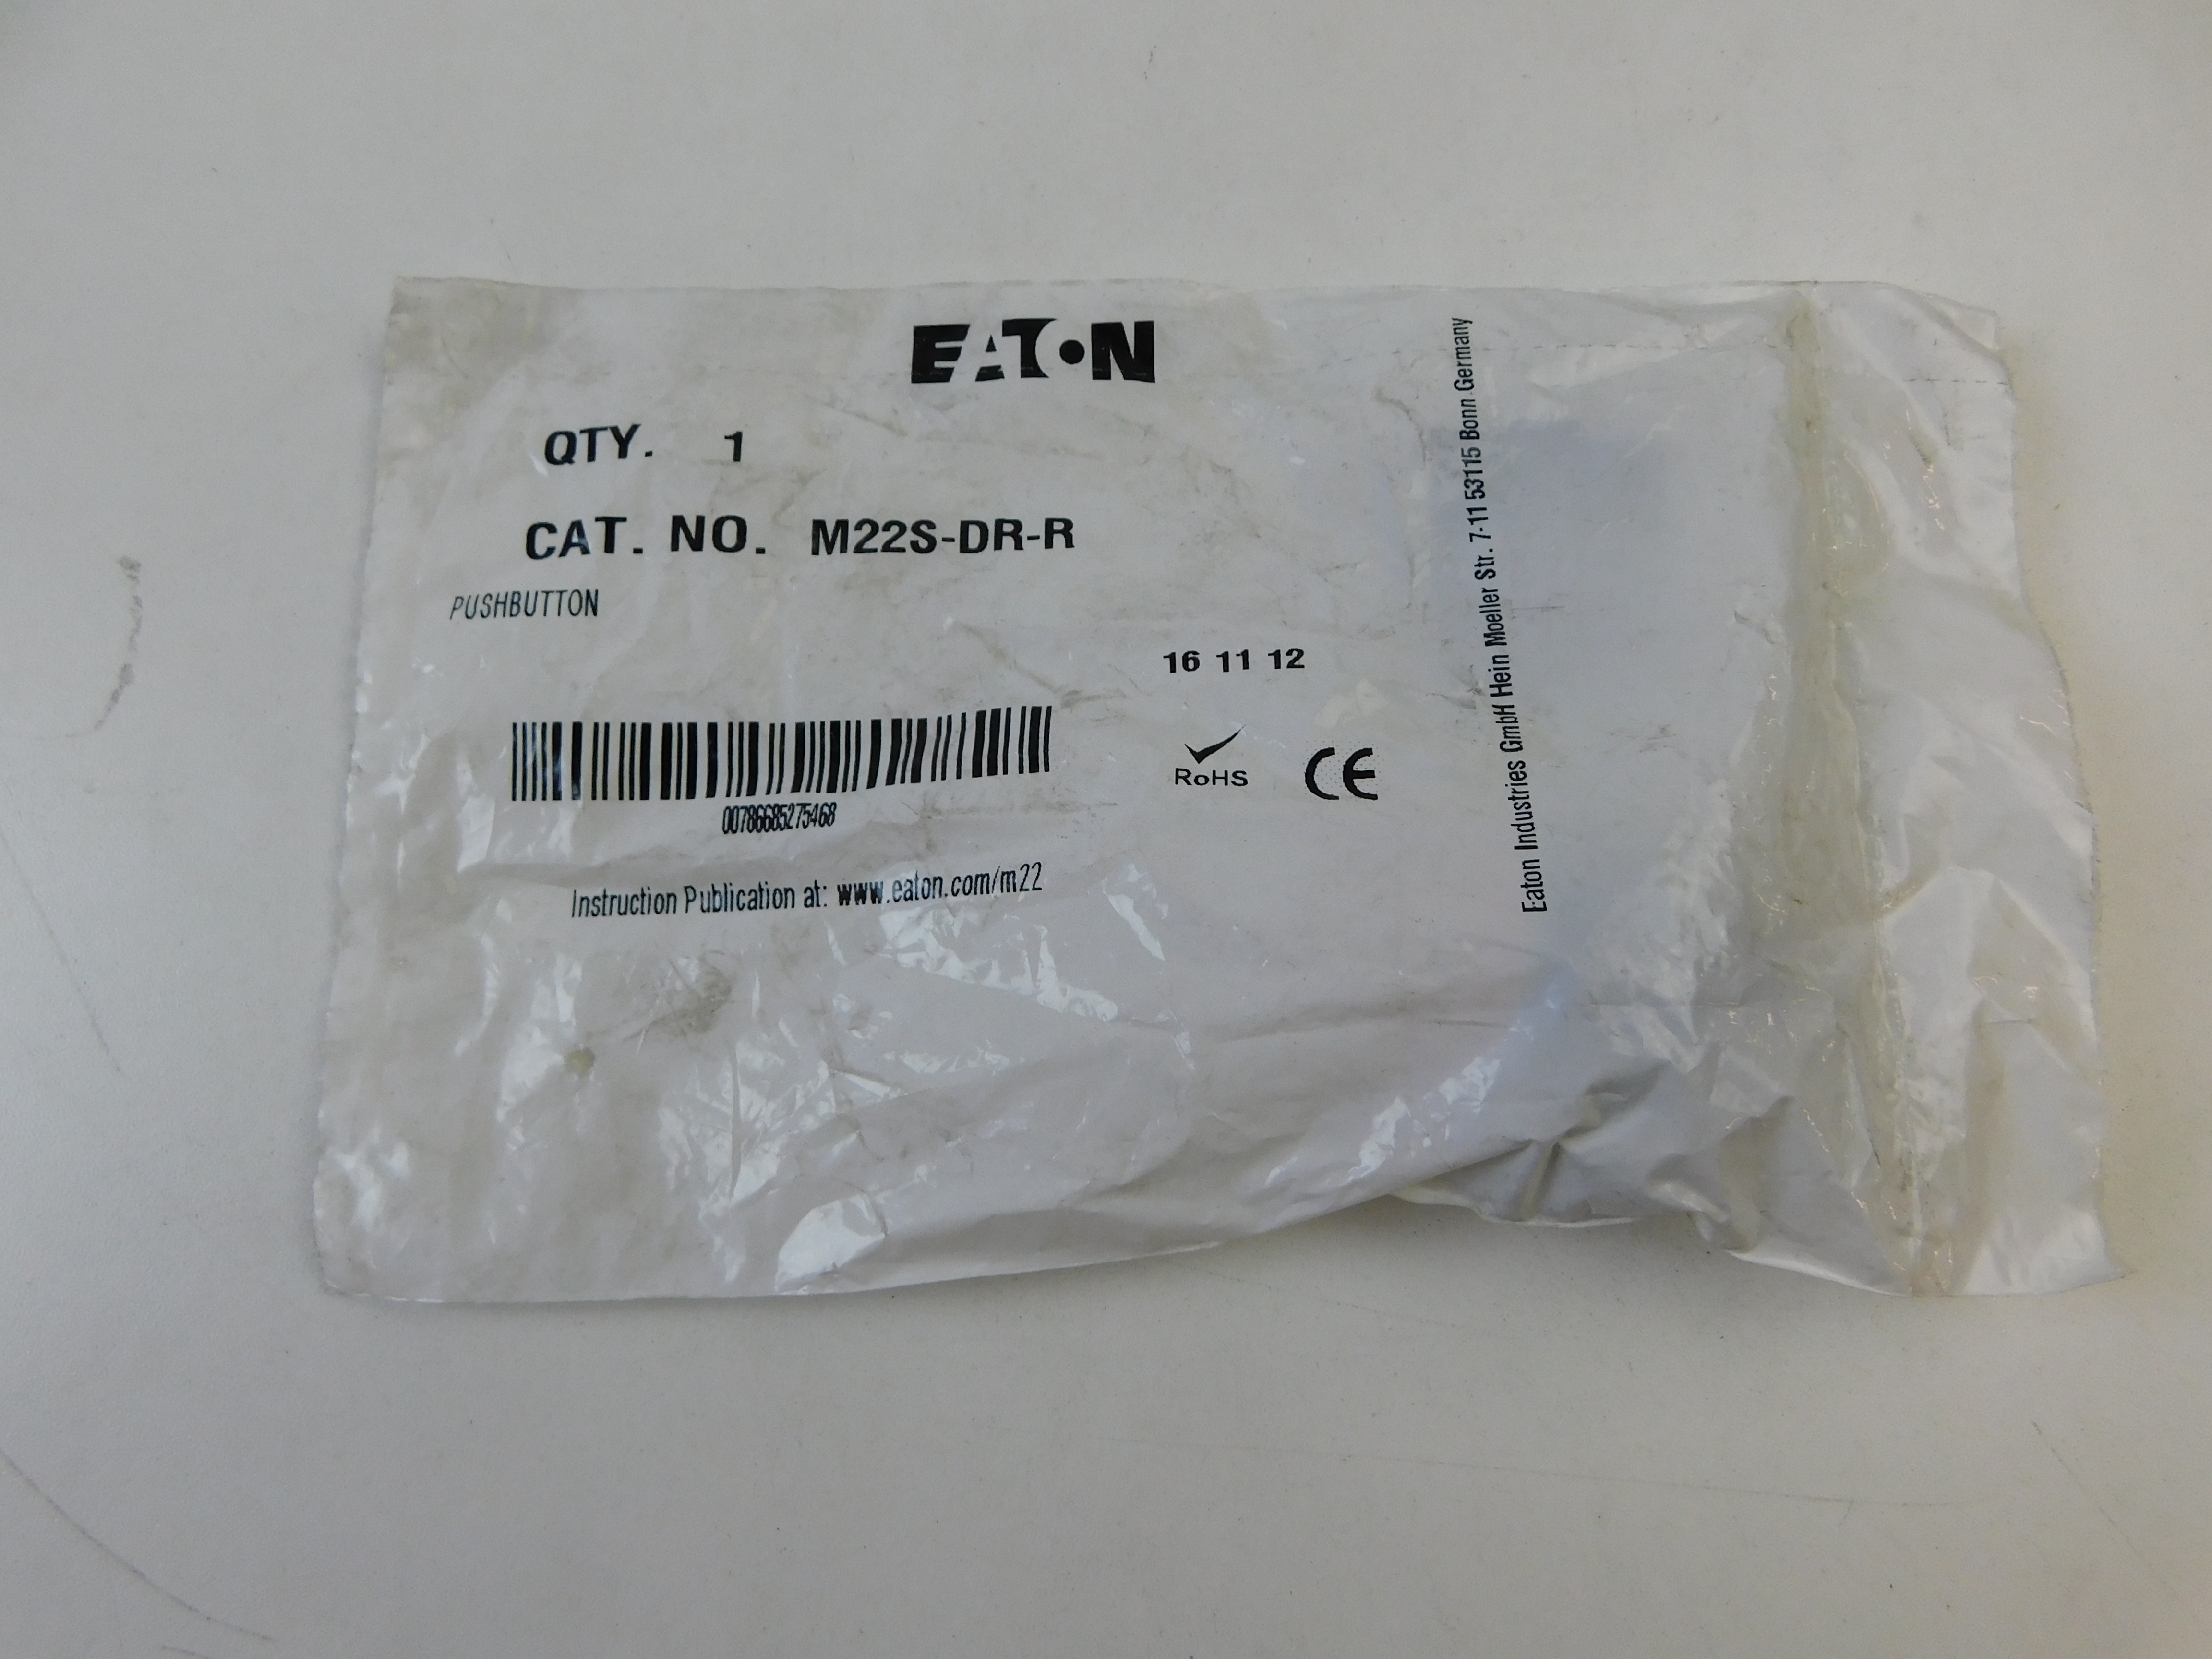 EATON
QTY. 1
CAT. NO. M22S-DR-R
PUSHBUTTON
16 11 12
RoHS CE
00786685275468
Instruction Publication at: www.eaton.com/m22
Eaton Industries GmbH Hein Moeller Str. 7-11 53115 Bonn Germany